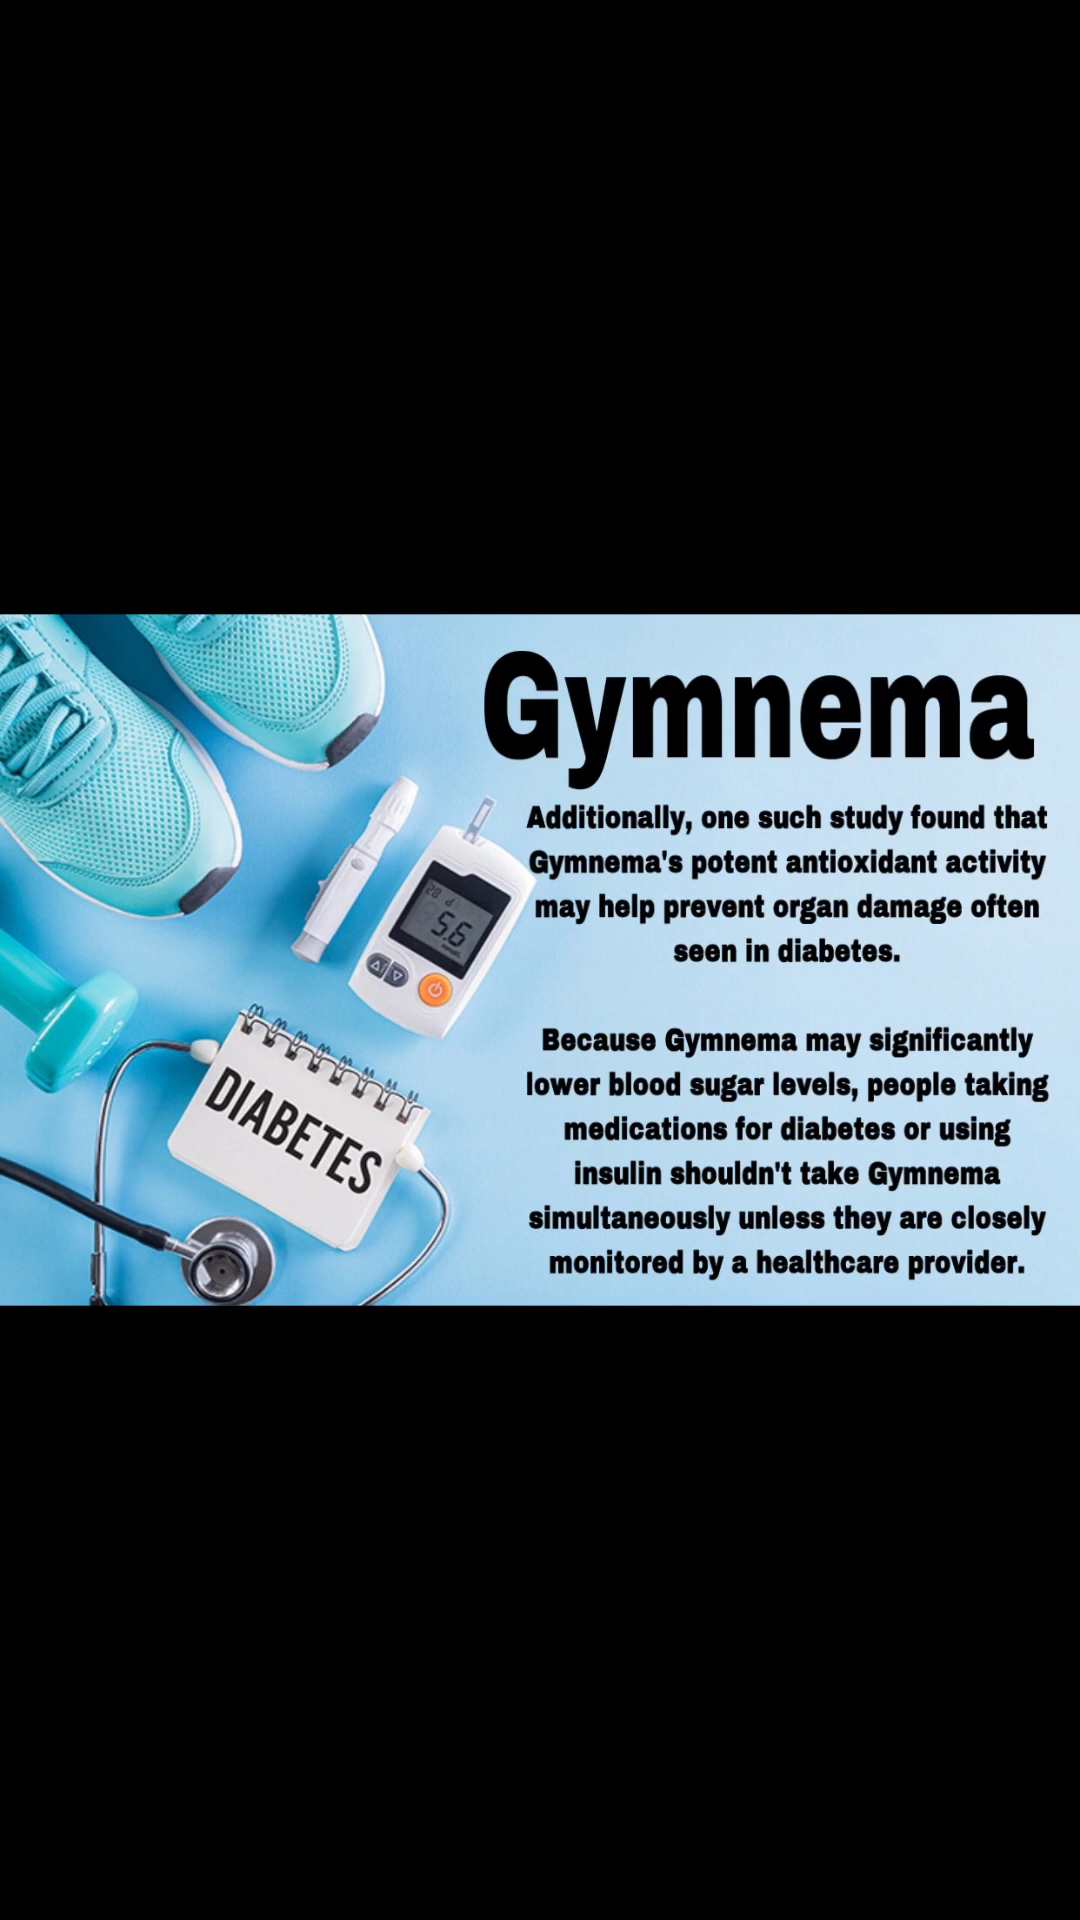 Gymnema
Additionally, one such study found that
Gymnema's potent antioxidant activity
may help prevent organ damage often
seen in diabetes.
Because Gymnema may significantly
lower blood sugar levels, people taking
medications for diabetes or using
insulin shouldn't take Gymnema
simultaneously unless they are closely
monitored by a healthcare provider.
5.6
DIABETES